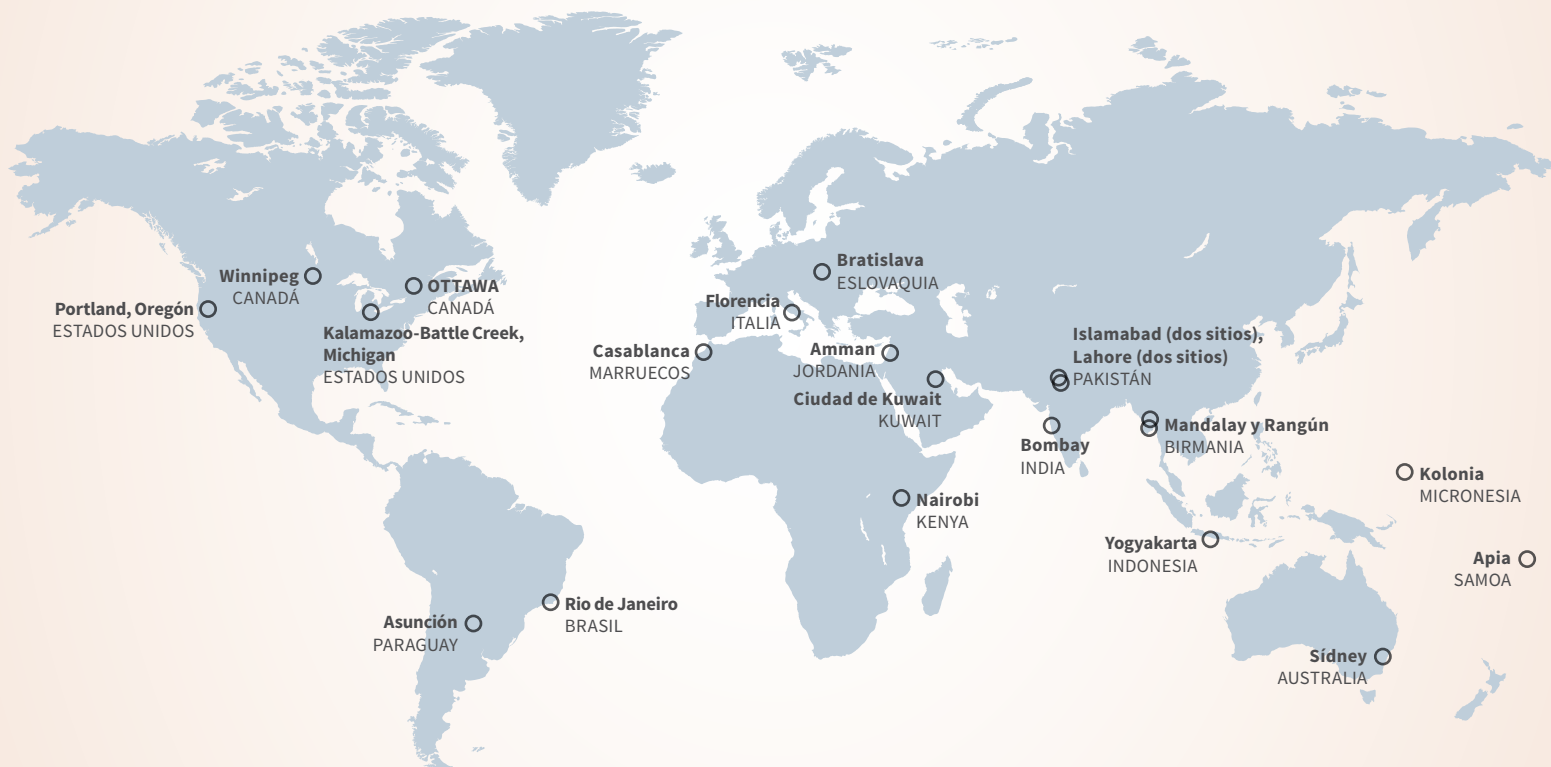 Winnipeg
CANADÁ
OTTAWA
CANADÁ
Portland, Oregón
ESTADOS UNIDOS
Kalamazoo-Battle Creek,
Michigan
ESTADOS UNIDOS
Bratislava
ESLOVAQUIA
Florencia
ITALIA
Casablanca
MARRUECOS
Amman
JORDANIA
Ciudad de Kuwait
KUWAIT
Islamabad (dos sitios),
Lahore (dos sitios)
PAKISTÁN
Bombay
INDIA
Mandalay y Rangún
BIRMANIA
Kolonia
MICRONESIA
Nairobi
KENYA
Yogyakarta
INDONESIA
Apia
SAMOA
Rio de Janeiro
BRASIL
Asunción
PARAGUAY
Sídney
AUSTRALIA